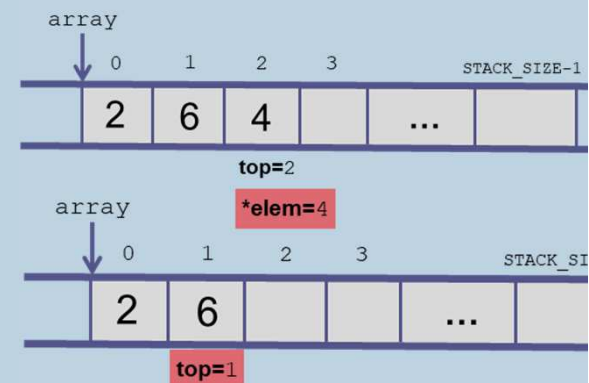 array
0 1 2 3 STACK_SIZE-1
2 6 4 ...
top=2
*elem=4
array
0 1 2 3 STACK_SI
2 6 ...
top=1